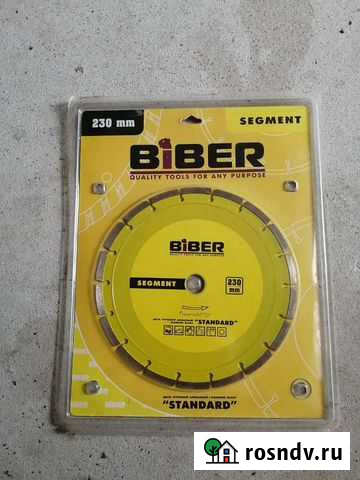 230 mm
SEGMENT
BiBER
QUALITY TOOLS FOR ANY PURPOSE
BiBER
SEGMENT
230 mm
"STANDARD"
"STANDARD"
rosndv.ru